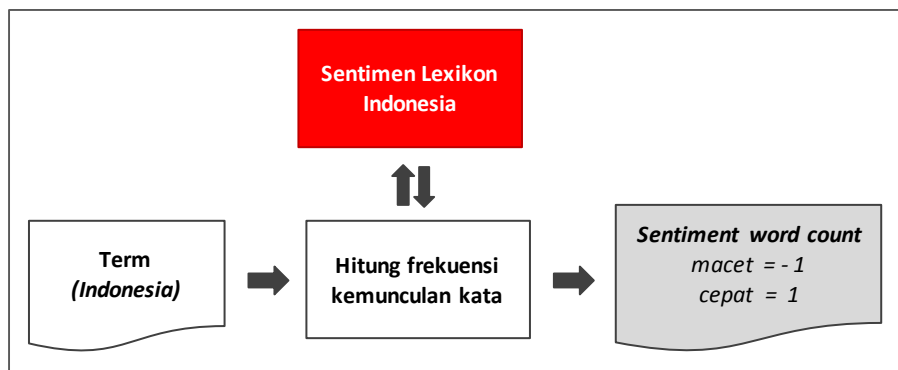 Sentimen Lexikon
Indonesia
Term
(Indonesia)
Hitung frekuensi
kemunculan kata
Sentiment word count
macet = - 1
cepat = 1